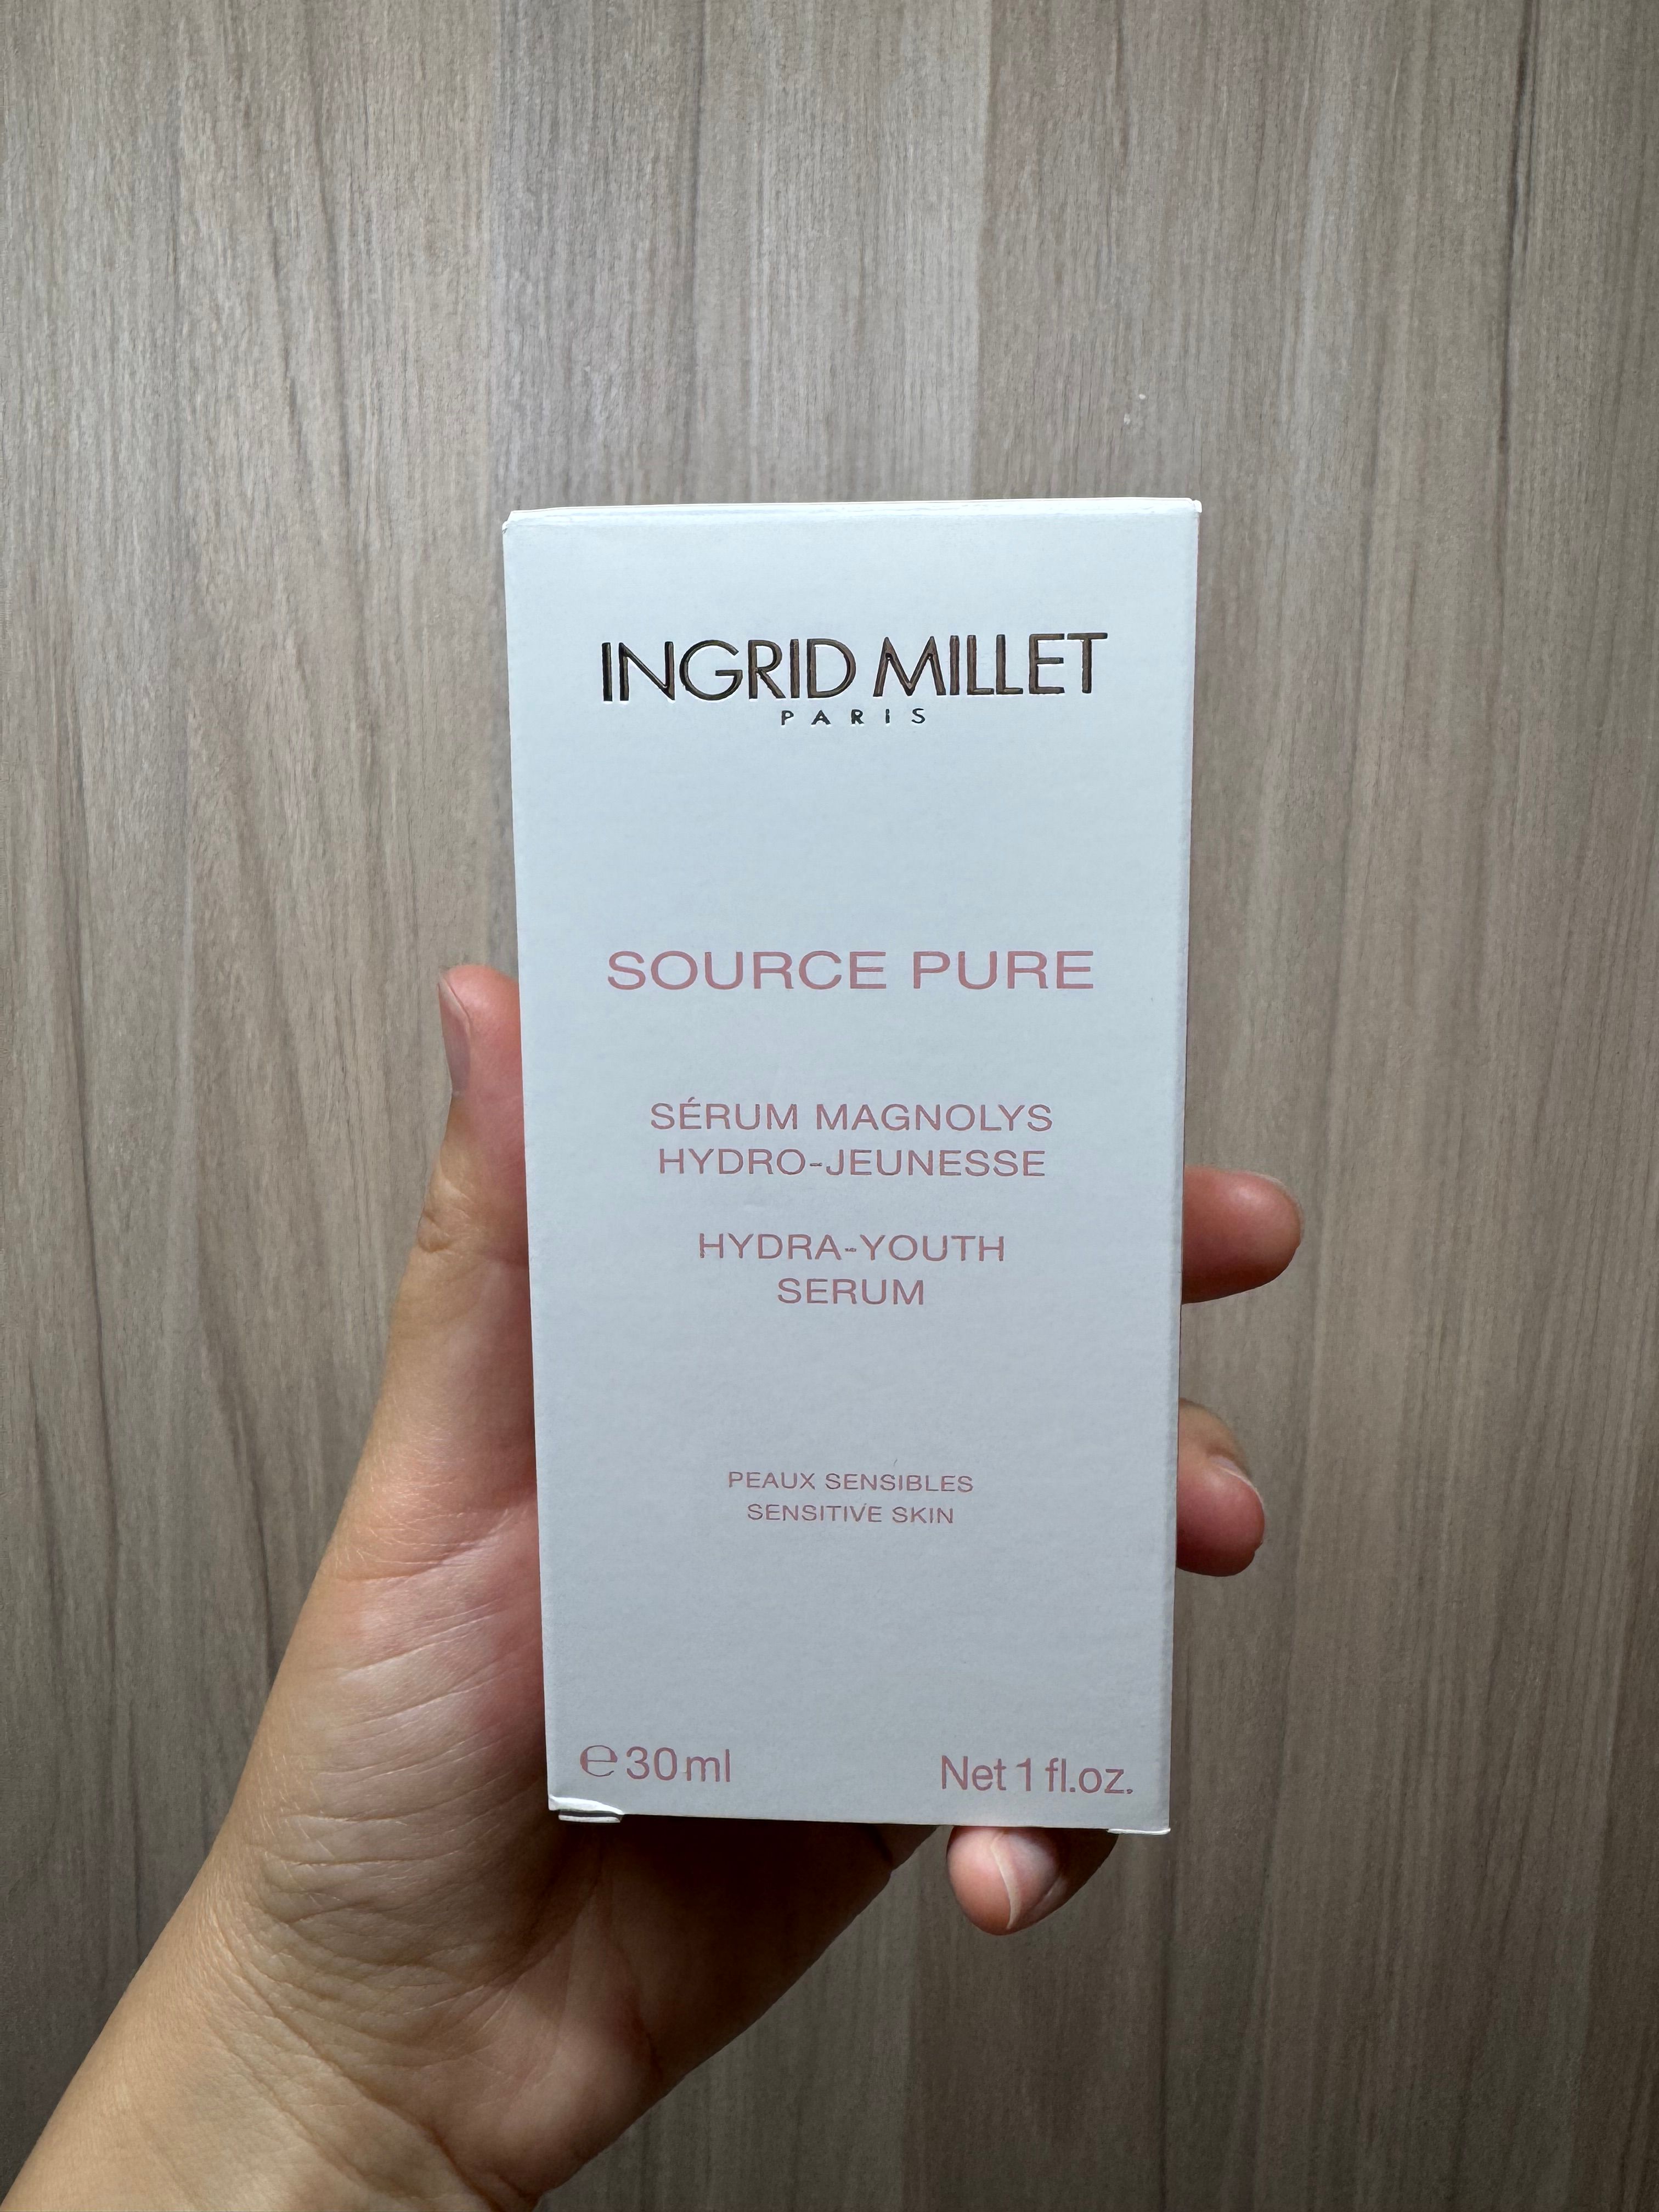 INGRID MILLET
PARIS
SOURCE PURE
SÉRUM MAGNOLYS
HYDRO-JEUNESSE
HYDRA-YOUTH
SERUM
PEAUX SENSIBLES
SENSITIVE SKIN
℮30ml Net 1 fl.oz.